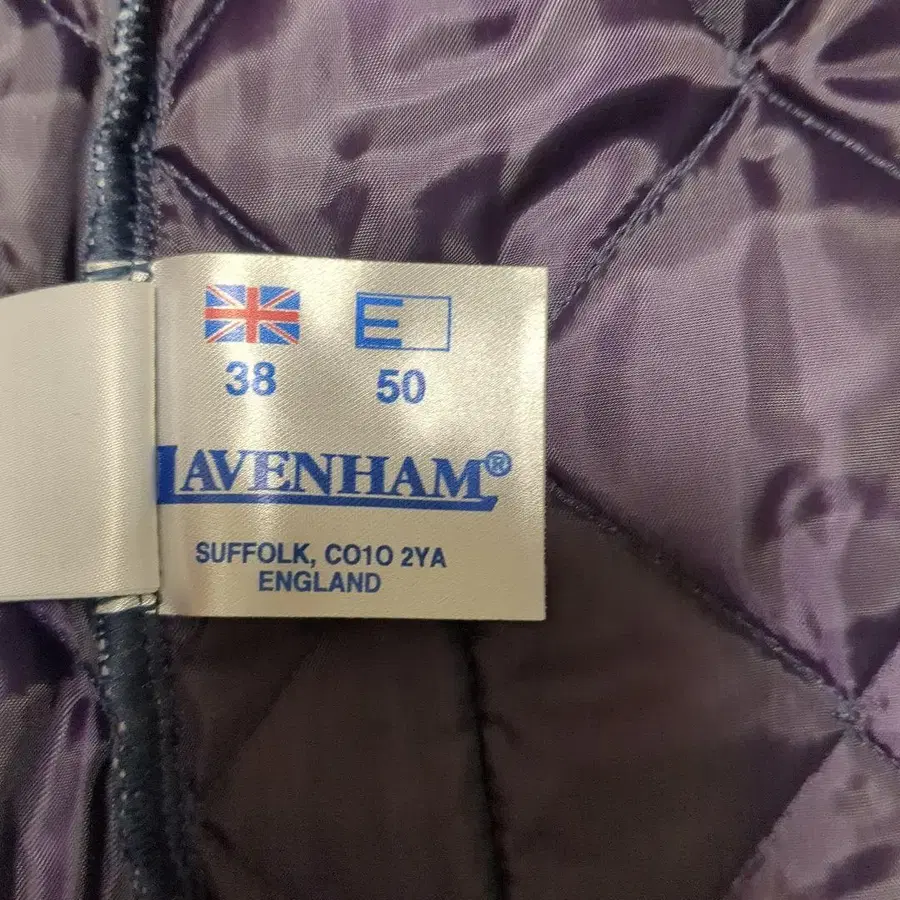 38 50
LAVENHAM®
SUFFOLK, CO10 2YA
ENGLAND